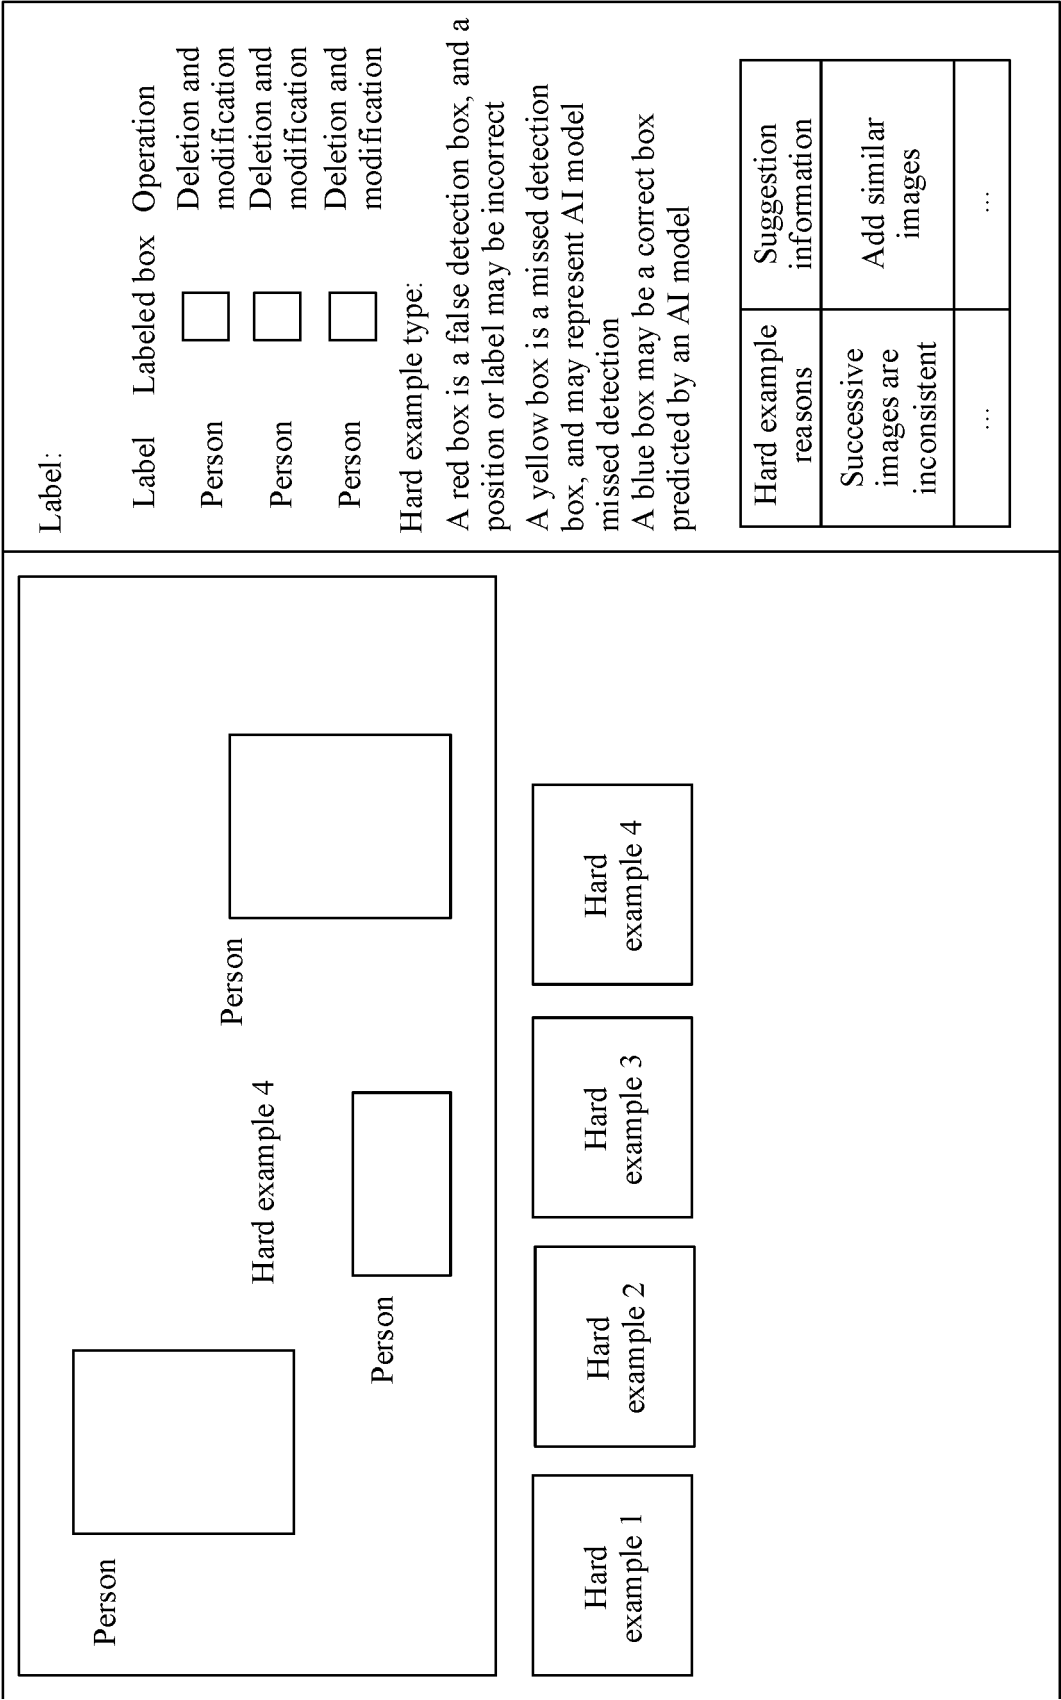 Person
Hard example 4
Person
Person
Hard
example 1
Hard
example 2
Hard
example 3
Hard
example 4
Label:
Label Labeled box Operation
Person Deletion and
modification
Person Deletion and
modification
Person Deletion and
modification
Hard example type:
A red box is a false detection box, and a
position or label may be incorrect
A yellow box is a missed detection
box, and may represent AI model
missed detection
A blue box may be a correct box
predicted by an AI model
Hard example
reasons
Suggestion
information
Successive
images are
inconsistent
Add similar
images
...
...